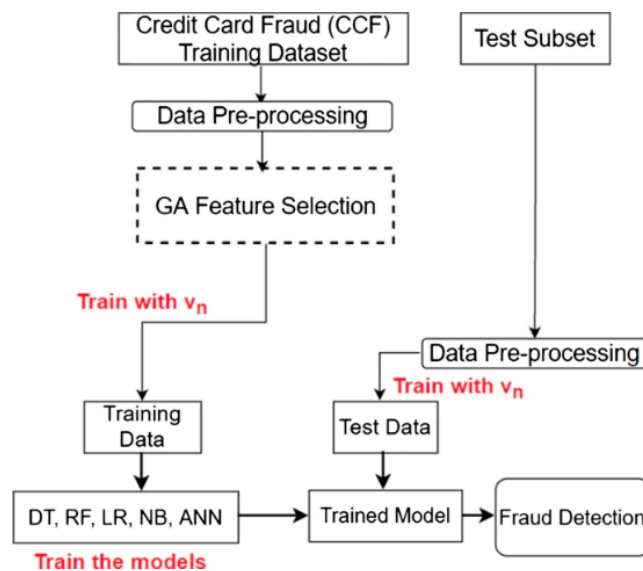 Credit Card Fraud (CCF)
Training Dataset
Test Subset
Data Pre-processing
GA Feature Selection
Train with vₙ
Data Pre-processing
Train with vₙ
Training
Data
Test Data
DT, RF, LR, NB, ANN
Trained Model
Fraud Detection
Train the models